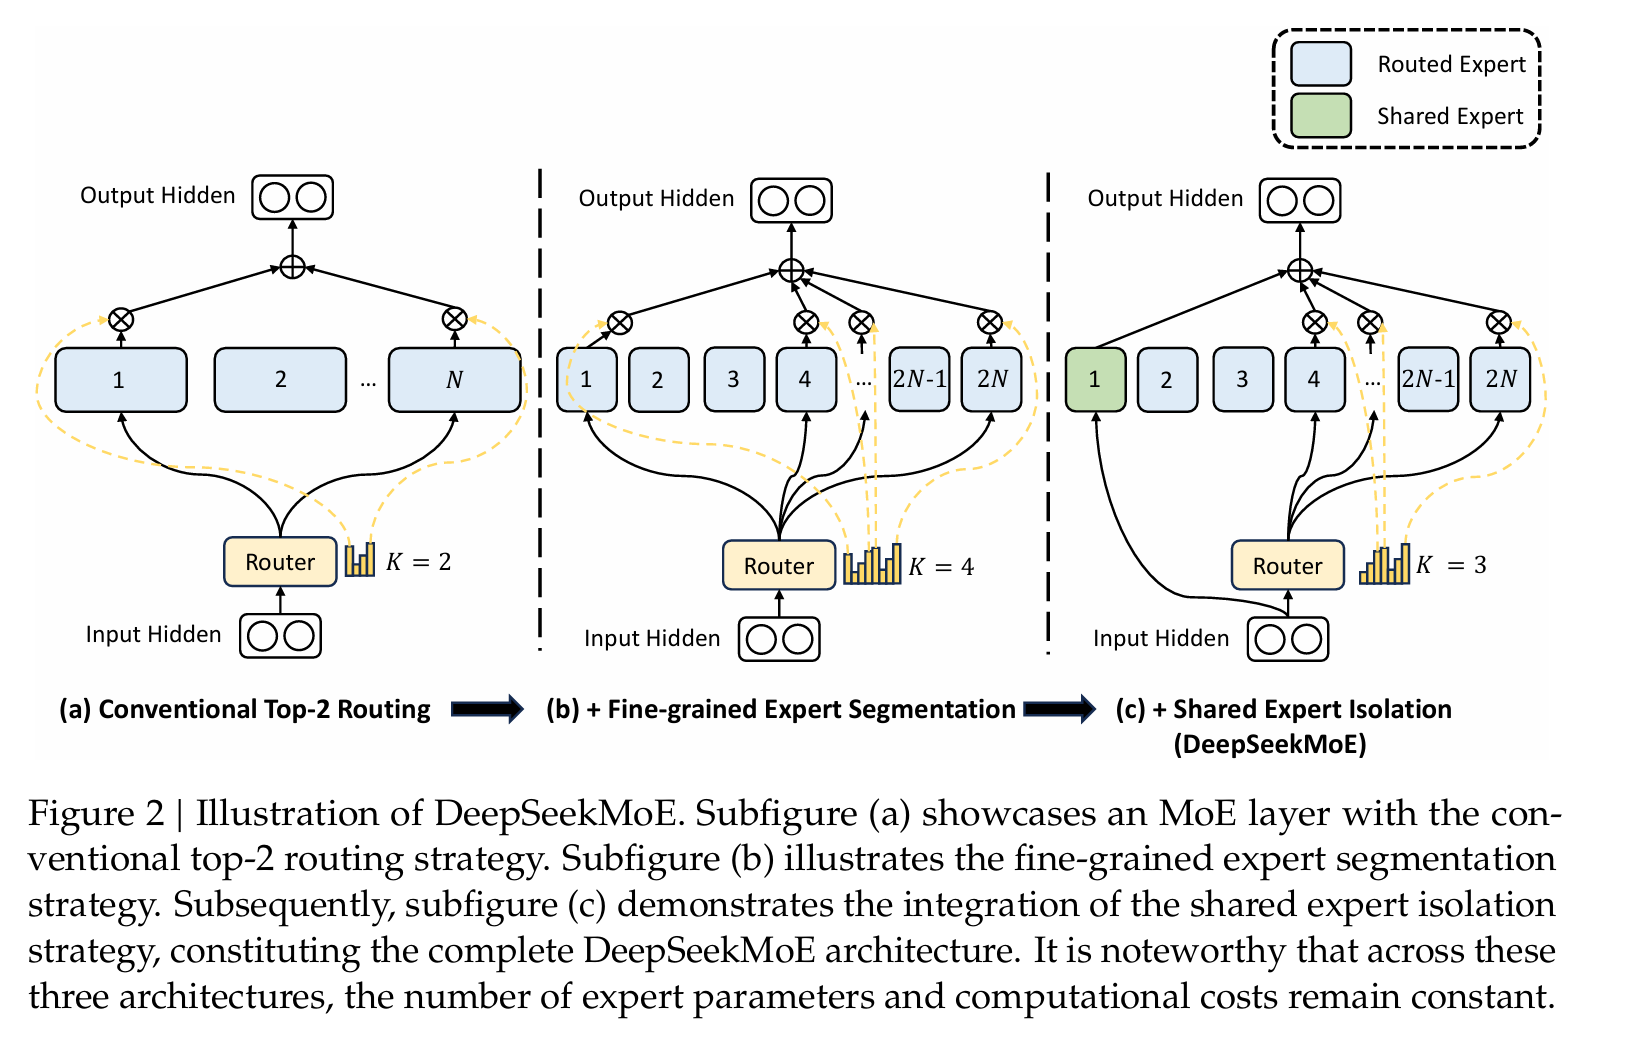 Routed Expert
Shared Expert
Output Hidden
1
2
...
N
Router
K = 2
Input Hidden
(a) Conventional Top-2 Routing
Output Hidden
1
2
3
4
...
2N-1
2N
Router
K = 4
Input Hidden
(b) + Fine-grained Expert Segmentation
Output Hidden
1
2
3
4
...
2N-1
2N
Router
K = 3
Input Hidden
(c) + Shared Expert Isolation
(DeepSeekMoE)
Figure 2 | Illustration of DeepSeekMoE. Subfigure (a) showcases an MoE layer with the con-
ventional top-2 routing strategy. Subfigure (b) illustrates the fine-grained expert segmentation
strategy. Subsequently, subfigure (c) demonstrates the integration of the shared expert isolation
strategy, constituting the complete DeepSeekMoE architecture. It is noteworthy that across these
three architectures, the number of expert parameters and computational costs remain constant.